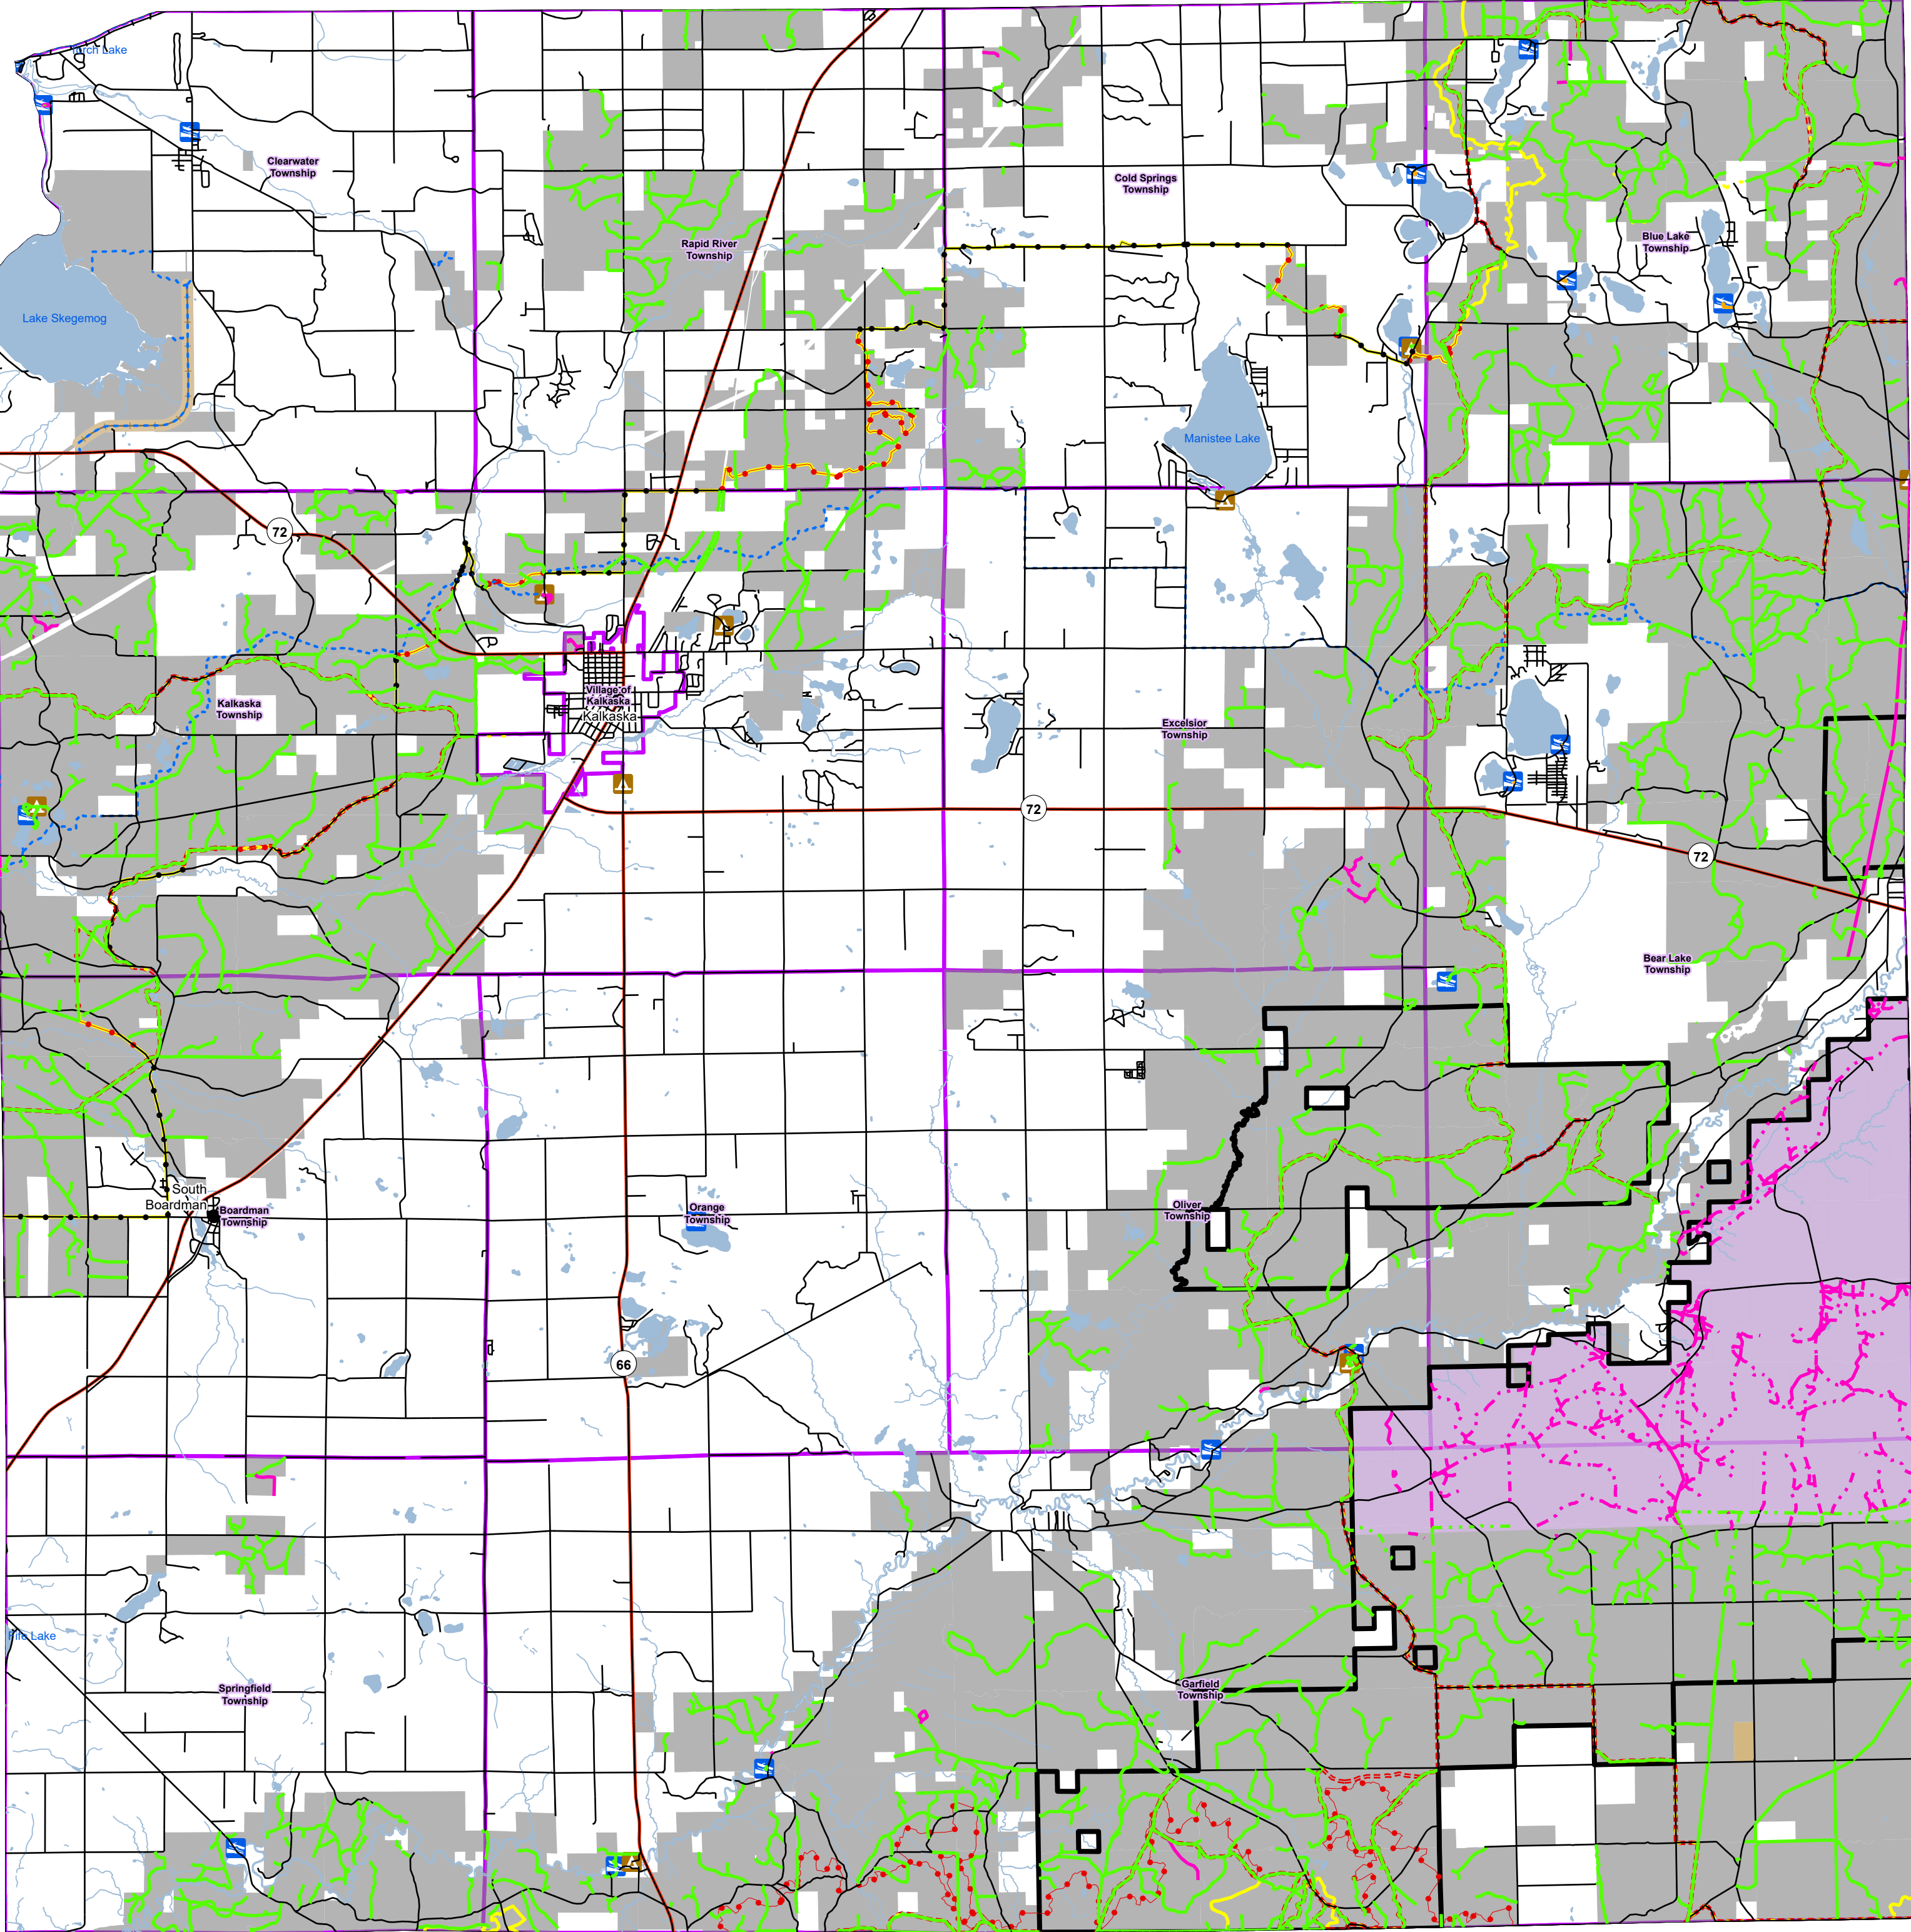 Torch Lake
Clearwater
Township
Cold Springs
Township
Rapid River
Township
Blue Lake
Township
Lake Skegemog
Manistee Lake
72
Village of
Kalkaska
Kalkaska
Kalkaska
Township
Excelsior
Township
72
72
Bear Lake
Township
South
Boardman
Boardman
Township
Orange
Township
Oliver
Township
66
Fife Lake
Springfield
Township
Garfield
Township